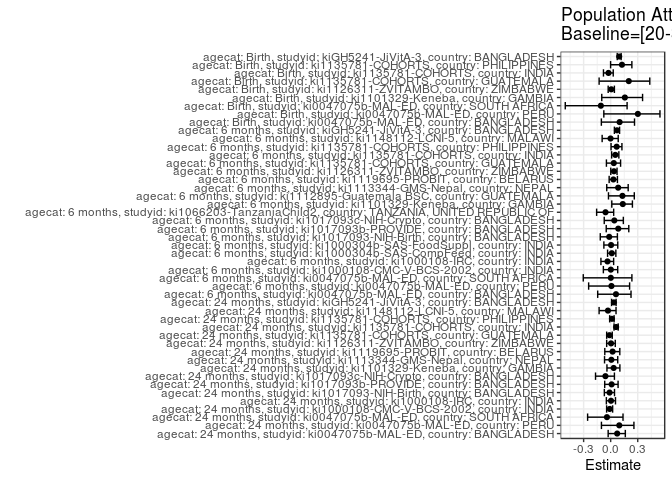 Population Att
Baseline=[20-
agecat: Birth, studyid: kiGH5241-JiVitA-3, country: BANGLADESH
agecat: Birth, studyid: ki1135781-COHORTS, country: PHILIPPINES
agecat: Birth, studyid: ki1135781-COHORTS, country: INDIA
agecat: Birth, studyid: ki1135781-COHORTS, country: GUATEMALA
agecat: Birth, studyid: ki1126311-ZVITAMBO, country: ZIMBABWE
agecat: Birth, studyid: ki1101329-Keneba, country: GAMBIA
agecat: Birth, studyid: ki0047075b-MAL-ED, country: SOUTH AFRICA
agecat: Birth, studyid: ki0047075b-MAL-ED, country: PERU
agecat: Birth, studyid: ki0047075b-MAL-ED, country: BANGLADESH
agecat: 6 months, studyid: kiGH5241-JiVitA-3, country: BANGLADESH
agecat: 6 months, studyid: ki1148112-LCNI-5, country: MALAWI
agecat: 6 months, studyid: ki1135781-COHORTS, country: PHILIPPINES
agecat: 6 months, studyid: ki1135781-COHORTS, country: INDIA
agecat: 6 months, studyid: ki1135781-COHORTS, country: GUATEMALA
agecat: 6 months, studyid: ki1126311-ZVITAMBO, country: ZIMBABWE
agecat: 6 months, studyid: ki1119695-PROBIT, country: BELARUS
agecat: 6 months, studyid: ki1113344-GMS-Nepal, country: NEPAL
agecat: 6 months, studyid: ki1112895-Guatemala BSC, country: GUATEMALA
agecat: 6 months, studyid: ki1101329-Keneba, country: GAMBIA
agecat: 6 months, studyid: ki1066203-TanzaniaChild2, country: TANZANIA, UNITED REPUBLIC OF
agecat: 6 months, studyid: ki1017093c-NIH-Crypto, country: BANGLADESH
agecat: 6 months, studyid: ki1017093b-PROVIDE, country: BANGLADESH
agecat: 6 months, studyid: ki1017093-NIH-Birth, country: BANGLADESH
agecat: 6 months, studyid: ki1000304b-SAS-FoodSuppl, country: INDIA
agecat: 6 months, studyid: ki1000304b-SAS-CompFeed, country: INDIA
agecat: 6 months, studyid: ki1000108-IRC, country: INDIA
agecat: 6 months, studyid: ki1000108-CMC-V-BCS-2002, country: INDIA
agecat: 6 months, studyid: ki0047075b-MAL-ED, country: SOUTH AFRICA
agecat: 6 months, studyid: ki0047075b-MAL-ED, country: PERU
agecat: 6 months, studyid: ki0047075b-MAL-ED, country: BANGLADESH
agecat: 24 months, studyid: kiGH5241-JiVitA-3, country: BANGLADESH
agecat: 24 months, studyid: ki1148112-LCNI-5, country: MALAWI
agecat: 24 months, studyid: ki1135781-COHORTS, country: PHILIPPINES
agecat: 24 months, studyid: ki1135781-COHORTS, country: INDIA
agecat: 24 months, studyid: ki1135781-COHORTS, country: GUATEMALA
agecat: 24 months, studyid: ki1126311-ZVITAMBO, country: ZIMBABWE
agecat: 24 months, studyid: ki1119695-PROBIT, country: BELARUS
agecat: 24 months, studyid: ki1113344-GMS-Nepal, country: NEPAL
agecat: 24 months, studyid: ki1101329-Keneba, country: GAMBIA
agecat: 24 months, studyid: ki1017093c-NIH-Crypto, country: BANGLADESH
agecat: 24 months, studyid: ki1017093b-PROVIDE, country: BANGLADESH
agecat: 24 months, studyid: ki1017093-NIH-Birth, country: BANGLADESH
agecat: 24 months, studyid: ki1000108-IRC, country: INDIA
agecat: 24 months, studyid: ki1000108-CMC-V-BCS-2002, country: INDIA
agecat: 24 months, studyid: ki0047075b-MAL-ED, country: SOUTH AFRICA
agecat: 24 months, studyid: ki0047075b-MAL-ED, country: PERU
agecat: 24 months, studyid: ki0047075b-MAL-ED, country: BANGLADESH
-0.3 0.0 0.3
Estimate